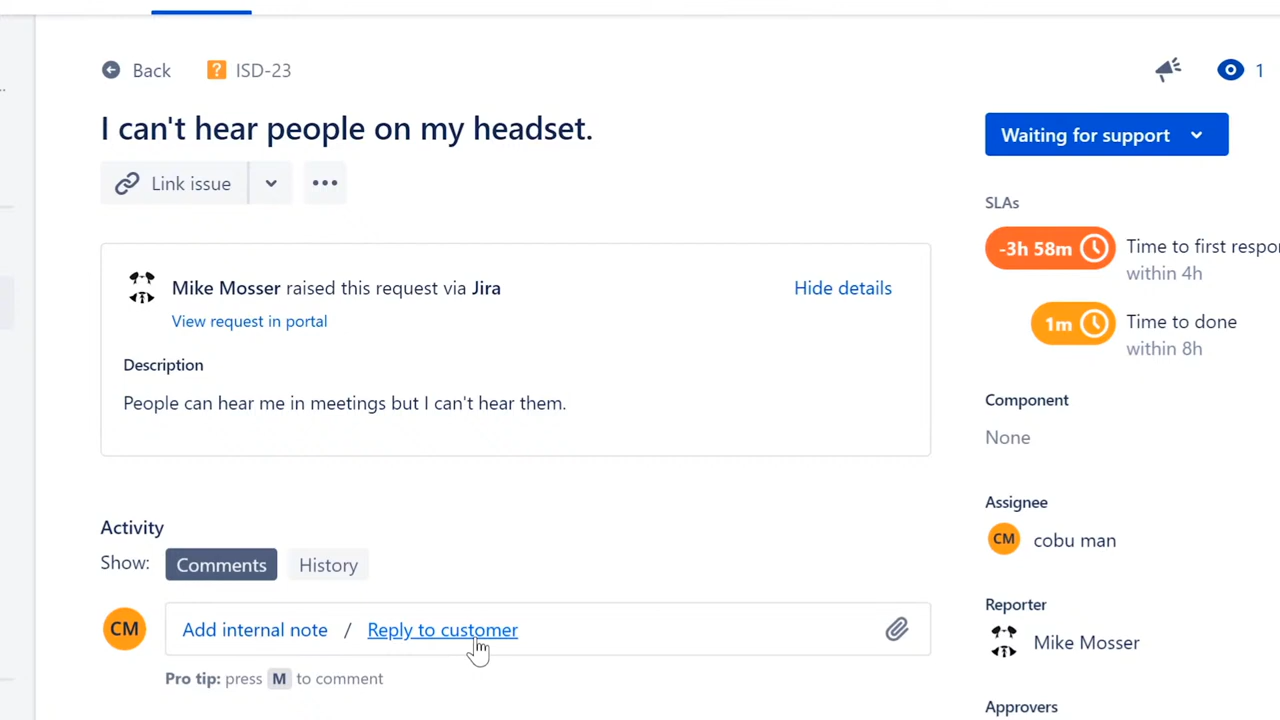 Back ISD-23
1
I can't hear people on my headset.
Waiting for support
Link issue
SLAs
Mike Mosser raised this request via Jira
Hide details
View request in portal
-3h 58m Time to first respo
within 4h
1m Time to done
within 8h
Description
People can hear me in meetings but I can't hear them.
Component
None
Assignee
CM cobu man
Activity
Show: Comments History
CM Add internal note / Reply to customer
Pro tip: press M to comment
Reporter
Mike Mosser
Approvers